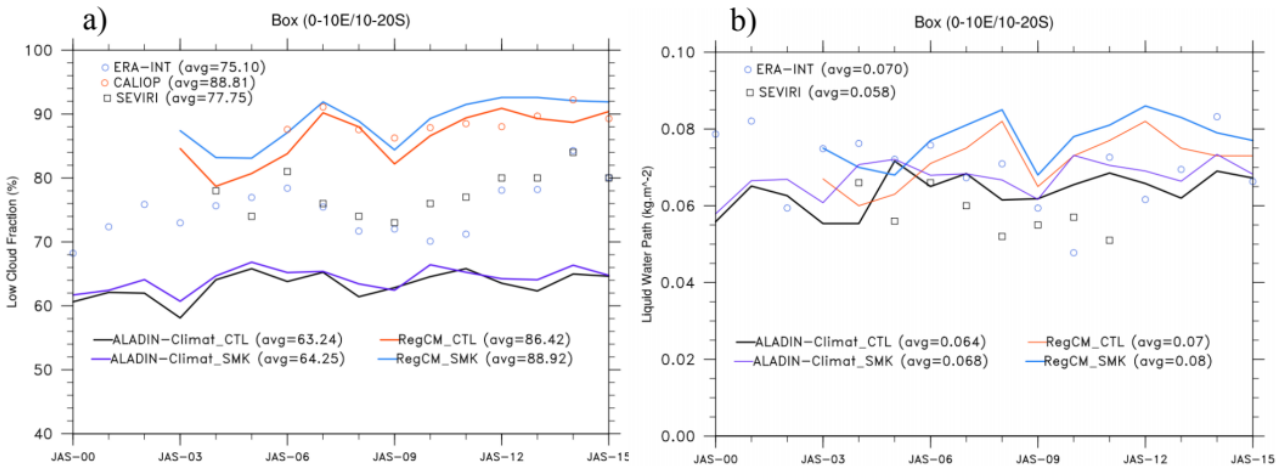 a)
Box (0-10E/10-20S)
100
90
80
70
60
50
40
Low Cloud Fraction (%)
ERA-INT (avg=75.10)
CALIOP (avg=88.81)
SEVIRI (avg=77.75)
ALADIN-Climat_CTL (avg=63.24)
RegCM_CTL (avg=86.42)
ALADIN-Climat_SMK (avg=64.25)
RegCM_SMK (avg=88.92)
JAS-00 JAS-03 JAS-06 JAS-09 JAS-12 JAS-15
b)
Box (0-10E/10-20S)
0.10
0.08
0.06
0.04
0.02
0.00
Liquid Water Path (kg.m^-2)
ERA-INT (avg=0.070)
SEVIRI (avg=0.058)
ALADIN-Climat_CTL (avg=0.064)
RegCM_CTL (avg=0.07)
ALADIN-Climat_SMK (avg=0.068)
RegCM_SMK (avg=0.08)
JAS-00 JAS-03 JAS-06 JAS-09 JAS-12 JAS-15